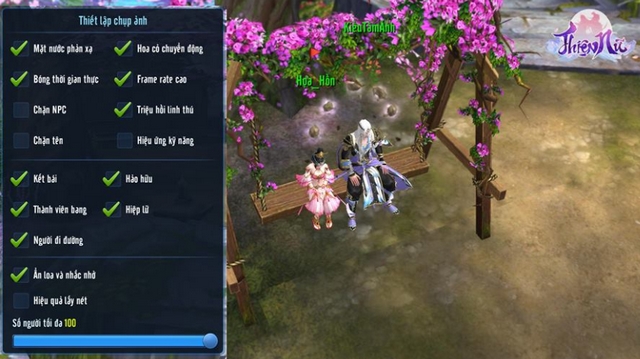 Thiết lập chụp ảnh
Mặt nước phản xạ
Hoa cỏ chuyển động
Bóng thời gian thực
Frame rate cao
Chặn NPC
Triệu hồi linh thú
Chặn tên
Hiệu ứng kỹ năng
Kết bái
Hảo hữu
Thành viên bang
Hiệp lữ
Người đi đường
Ẩn loa và nhắc nhở
Hiệu quả lấy nét
Số người tối đa 100
KieuTamAnh
Họa_Hồn
Thiện Nữ